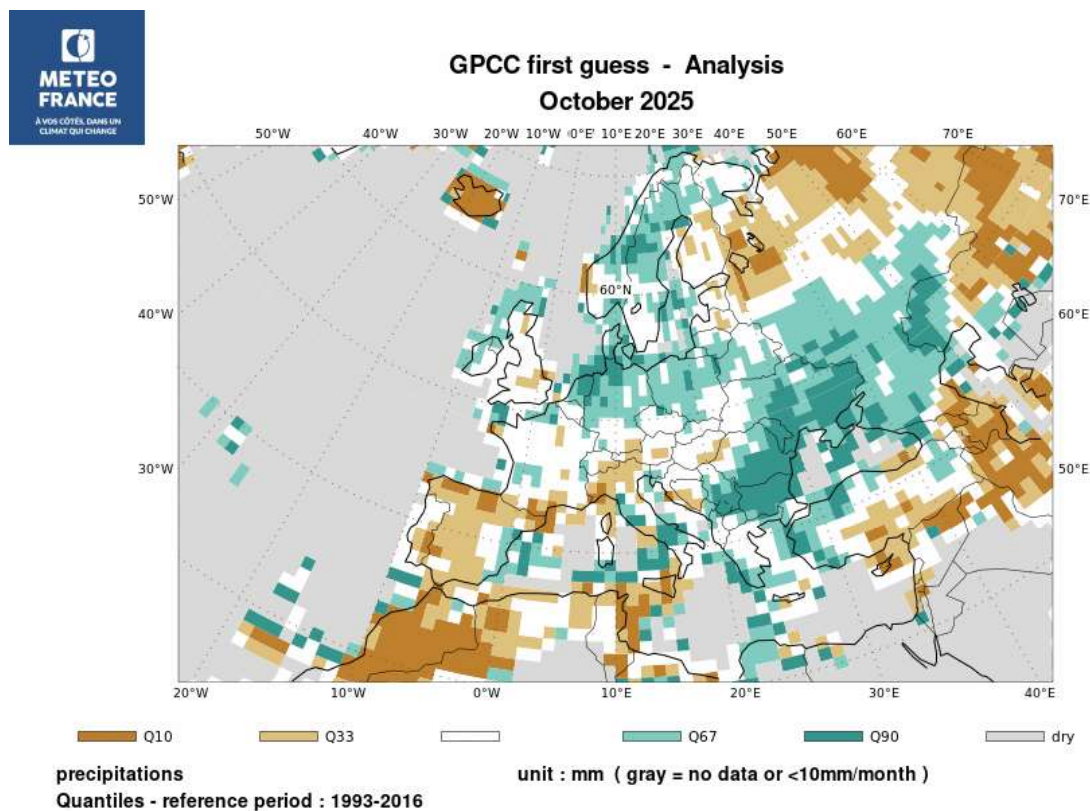 METEO
FRANCE
À VOS CÔTÉS, DANS UN
CLIMAT QUI CHANGE
GPCC first guess - Analysis
October 2025
50°W 40°W 30°W 20°W 10°W 0°E 10°E 20°E 30°E 40°E 50°E 60°E 70°E
50°W 70°E
60°N
40°W 60°E
30°W 50°E
20°W 10°W 0°W 10°E 20°E 30°E 40°E
Q10 Q33 Q67 Q90 dry
precipitations unit : mm ( gray = no data or <10mm/month )
Quantiles - reference period : 1993-2016